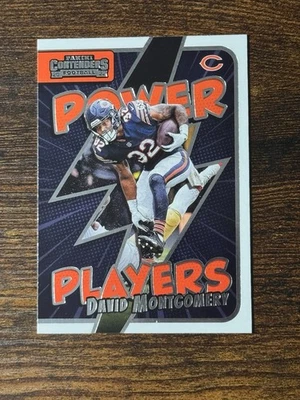 PANINI
CONTENDERS
FOOTBALL
C
POWER
32
PLAYERS
DAVID MONTGOMERY